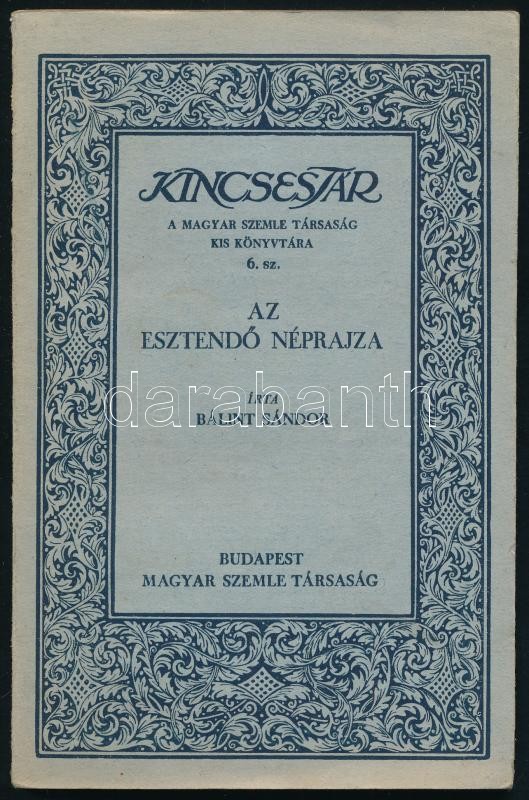 KINCSESTÁR
A MAGYAR SZEMLE TÁRSASÁG
KIS KÖNYVTÁRA
6. sz.
AZ
ESZTENDŐ NÉPRAJZA
ÍRTA
BÁLINT SÁNDOR
darabanth
BUDAPEST
MAGYAR SZEMLE TÁRSASÁG